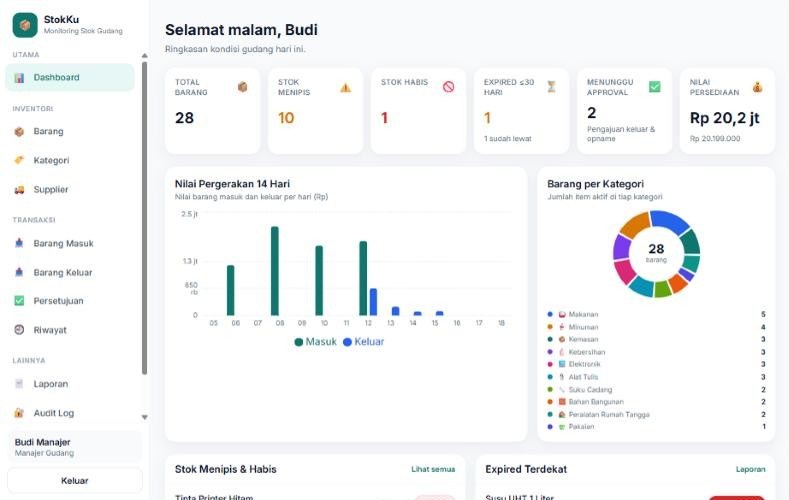 StokKu
Monitoring Stok Gudang
UTAMA
Dashboard
INVENTORI
Barang
Kategori
Supplier
TRANSAKSI
Barang Masuk
Barang Keluar
Persetujuan
Riwayat
LAINNYA
Laporan
Audit Log
Budi Manajer
Manajer Gudang
Keluar
Selamat malam, Budi
Ringkasan kondisi gudang hari ini.
TOTAL
BARANG
28
STOK
MENIPIS
10
STOK HABIS
1
EXPIRED ≤30
HARI
1
1 sudah lewat
MENUNGGU
APPROVAL
2
Pengajuan keluar &
opname
NILAI
PERSEDIAAN
Rp 20,2 jt
Rp 20.199.000
Nilai Pergerakan 14 Hari
Nilai barang masuk dan keluar per hari (Rp)
2.5 jt
1.3 jt
650
rb
0
05 06 07 08 09 10 11 12 13 14 15 16 17 18
Masuk Keluar
Barang per Kategori
Jumlah item aktif di tiap kategori
28
barang
Makanan 5
Minuman 4
Kemasan 3
Kebersihan 3
Elektronik 3
Alat Tulis 3
Suku Cadang 2
Bahan Bangunan 2
Peralatan Rumah Tangga 2
Pakaian 1
Stok Menipis & Habis Lihat semua
Tinta Printer Hitam
Expired Terdekat Laporan
Susu UHT 1 Liter